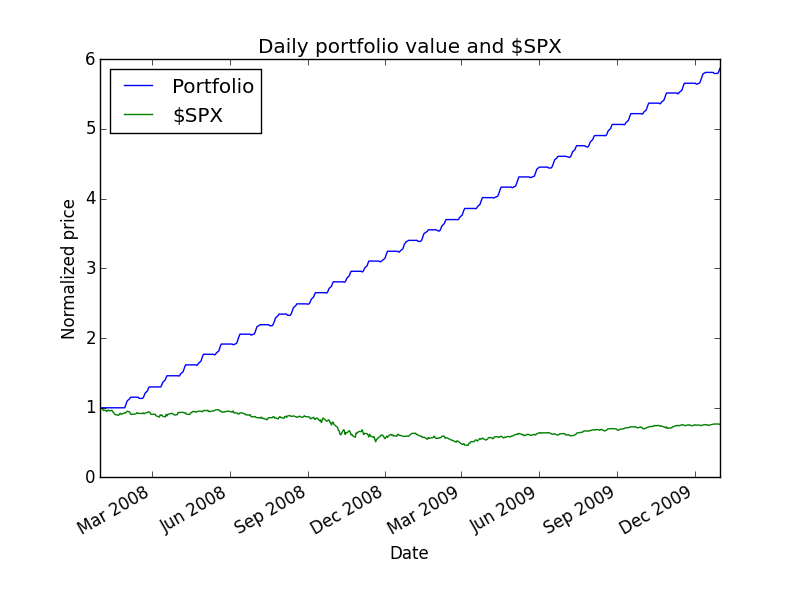 Daily portfolio value and $SPX
Portfolio
$SPX
6
5
4
3
2
1
0
Normalized price
Mar 2008
Jun 2008
Sep 2008
Dec 2008
Mar 2009
Jun 2009
Sep 2009
Dec 2009
Date